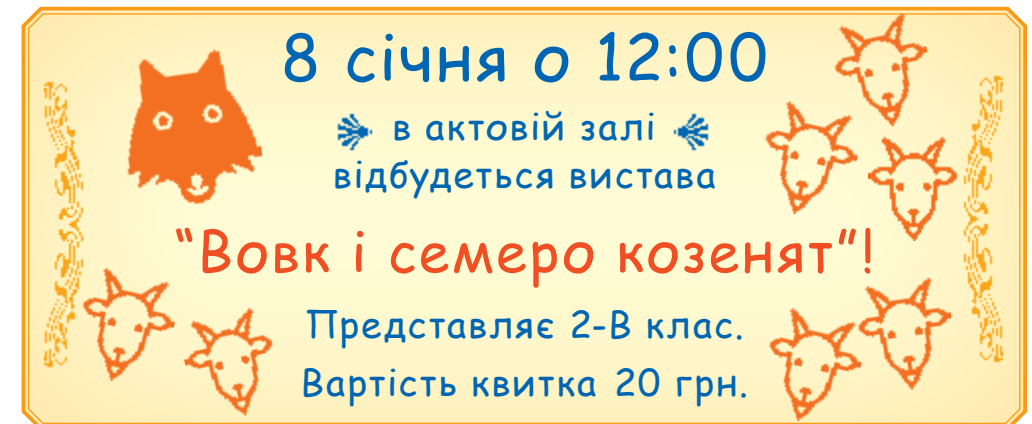 8 січня о 12:00
в актовій залі
відбудеться вистава
“Вовк і семеро козенят”!
Представляє 2-В клас.
Вартість квитка 20 грн.